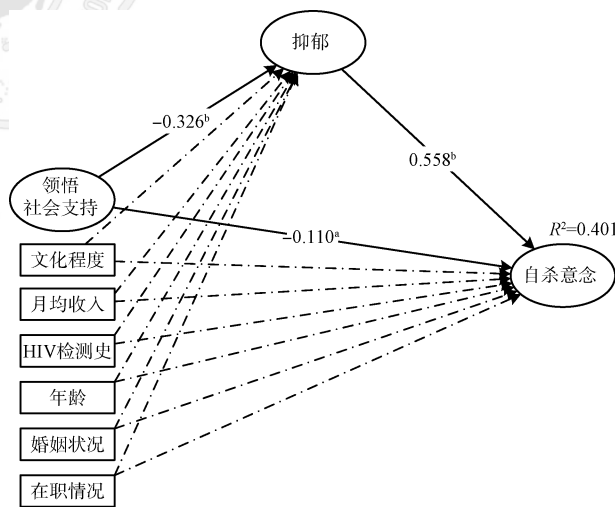 抑郁
−0.326ᵇ
0.558ᵇ
领悟
社会支持
−0.110ᵃ
R²=0.401
自杀意念
文化程度
月均收入
HIV检测史
年龄
婚姻状况
在职情况